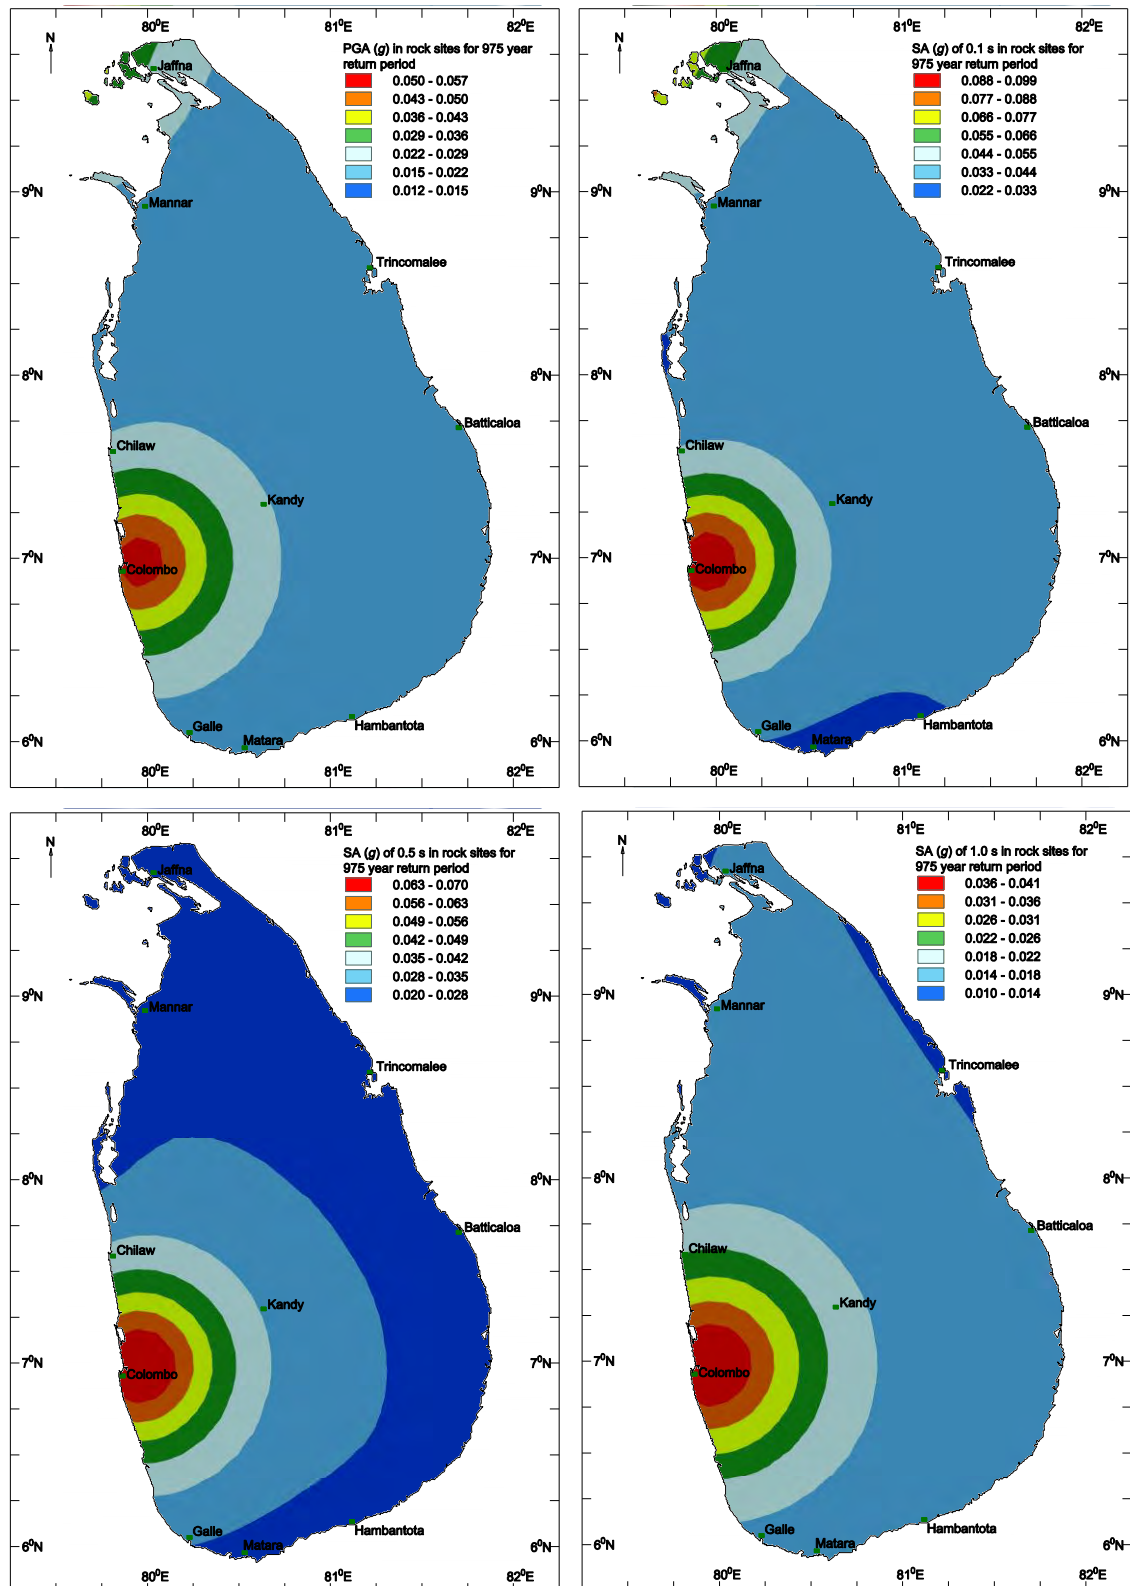 80⁰E 81⁰E 82⁰E
N
PGA (g) in rock sites for 975 year
return period
0.050 - 0.057
0.043 - 0.050
0.036 - 0.043
0.029 - 0.036
0.022 - 0.029
0.015 - 0.022
0.012 - 0.015
Jaffna
9⁰N 9⁰N
Mannar
Trincomalee
8⁰N 8⁰N
Batticaloa
Chilaw
Kandy
7⁰N 7⁰N
Colombo
Galle
Hambantota
Matara
6⁰N 6⁰N
80⁰E 81⁰E 82⁰E
80⁰E 81⁰E 82⁰E
N
SA (g) of 0.1 s in rock sites for
975 year return period
0.088 - 0.099
0.077 - 0.088
0.066 - 0.077
0.055 - 0.066
0.044 - 0.055
0.033 - 0.044
0.022 - 0.033
Jaffna
9⁰N 9⁰N
Mannar
Trincomalee
8⁰N 8⁰N
Batticaloa
Chilaw
Kandy
7⁰N 7⁰N
Colombo
Galle
Hambantota
Matara
6⁰N 6⁰N
80⁰E 81⁰E 82⁰E
80⁰E 81⁰E 82⁰E
N
SA (g) of 0.5 s in rock sites for
975 year return period
0.063 - 0.070
0.056 - 0.063
0.049 - 0.056
0.042 - 0.049
0.035 - 0.042
0.028 - 0.035
0.020 - 0.028
Jaffna
9⁰N 9⁰N
Mannar
Trincomalee
8⁰N 8⁰N
Batticaloa
Chilaw
Kandy
7⁰N 7⁰N
Colombo
Galle
Hambantota
Matara
6⁰N 6⁰N
80⁰E 81⁰E 82⁰E
80⁰E 81⁰E 82⁰E
N
SA (g) of 1.0 s in rock sites for
975 year return period
0.036 - 0.041
0.031 - 0.036
0.026 - 0.031
0.022 - 0.026
0.018 - 0.022
0.014 - 0.018
0.010 - 0.014
Jaffna
9⁰N 9⁰N
Mannar
Trincomalee
8⁰N 8⁰N
Batticaloa
Chilaw
Kandy
7⁰N 7⁰N
Colombo
Galle
Hambantota
Matara
6⁰N 6⁰N
80⁰E 81⁰E 82⁰E